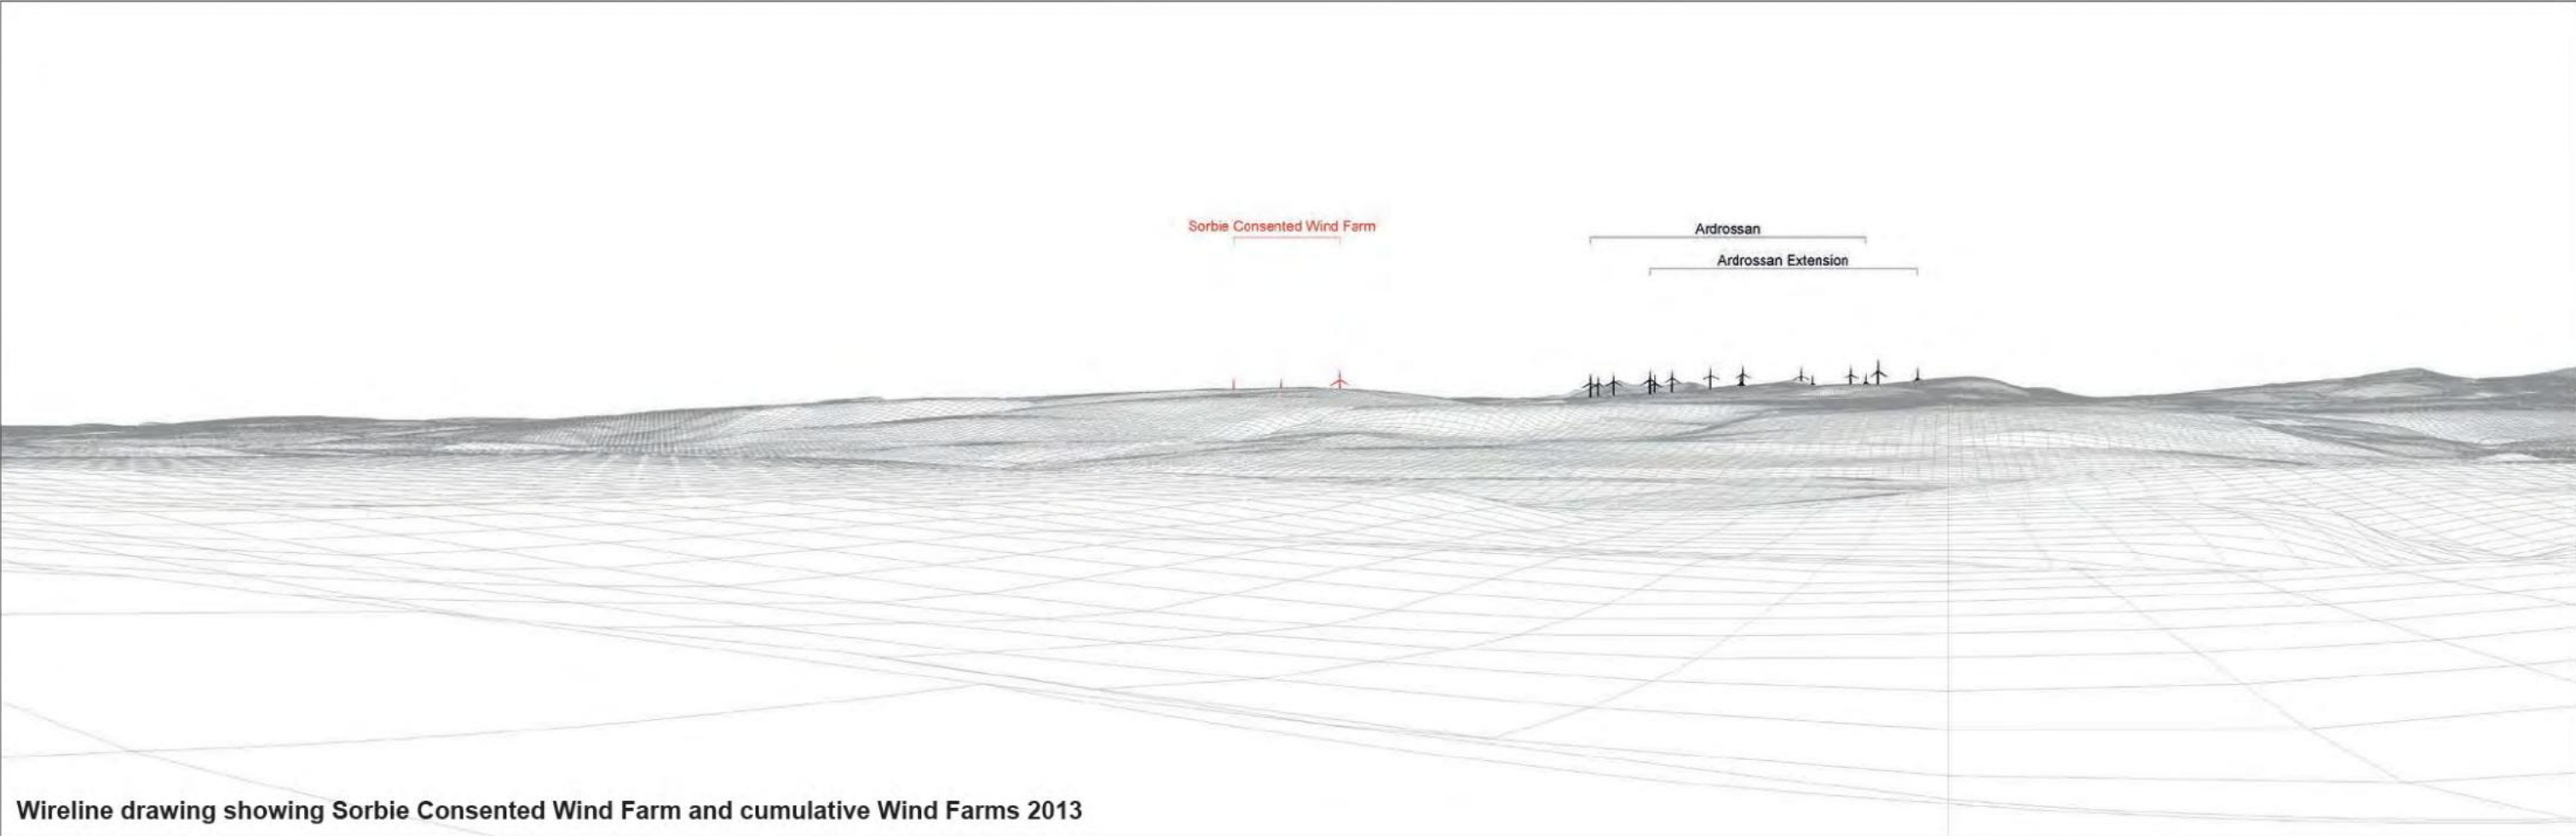 Sorbie Consented Wind Farm
Ardrossan
Ardrossan Extension
Wireline drawing showing Sorbie Consented Wind Farm and cumulative Wind Farms 2013